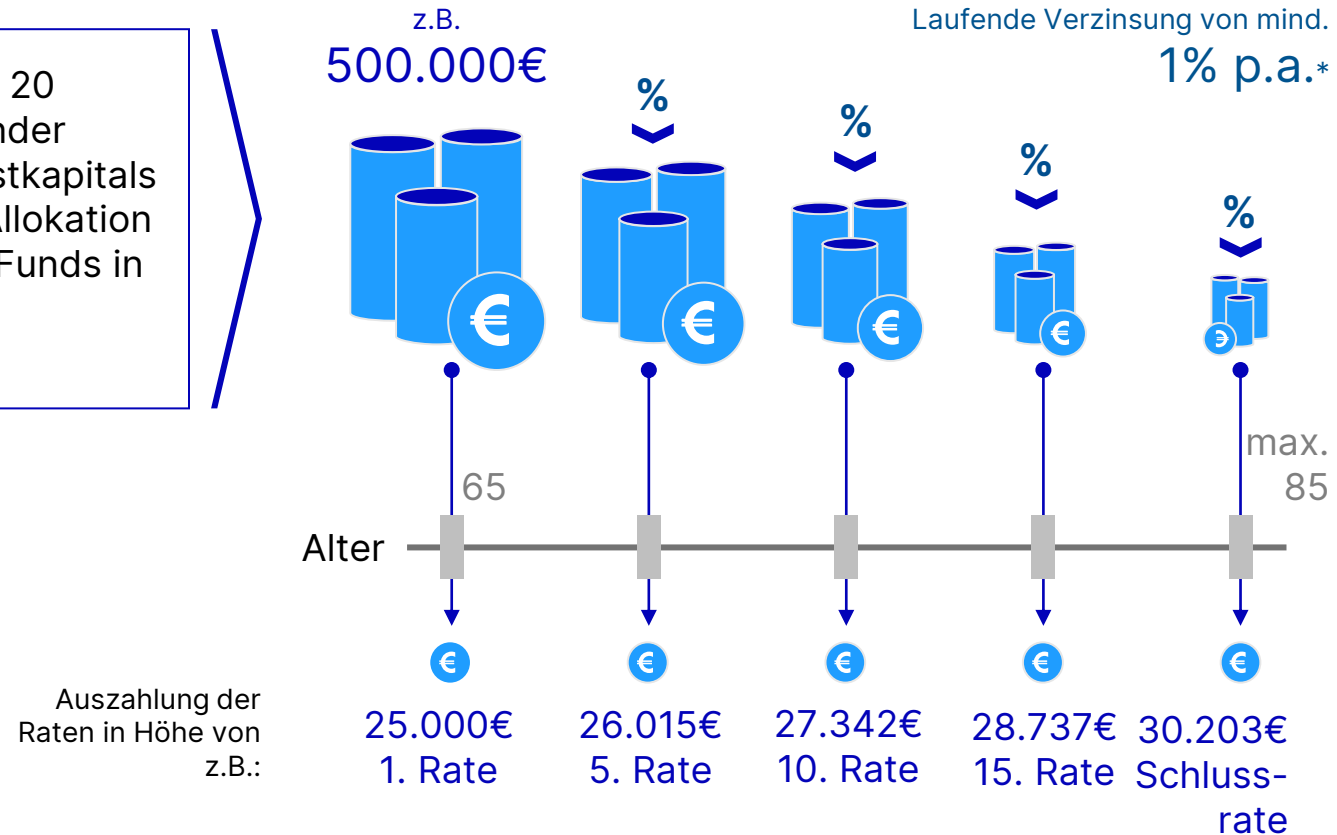 20
nder
stkapitals
Allokation
Funds in
z.B.
500.000€
Laufende Verzinsung von mind.
1% p.a.*
%
%
%
%
€
€
€
€
€
65
max.
85
Alter
€
€
€
€
€
Auszahlung der
Raten in Höhe von
z.B.:
25.000€
1. Rate
26.015€
5. Rate
27.342€
10. Rate
28.737€
15. Rate
30.203€
Schluss-
rate